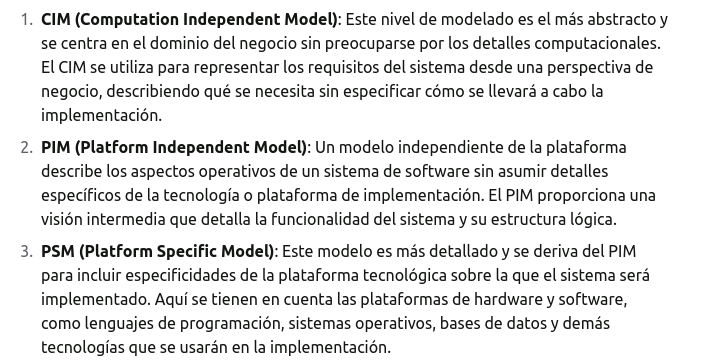 1. CIM (Computation Independent Model): Este nivel de modelado es el más abstracto y
se centra en el dominio del negocio sin preocuparse por los detalles computacionales.
El CIM se utiliza para representar los requisitos del sistema desde una perspectiva de
negocio, describiendo qué se necesita sin especificar cómo se llevará a cabo la
implementación.
2. PIM (Platform Independent Model): Un modelo independiente de la plataforma
describe los aspectos operativos de un sistema de software sin asumir detalles
específicos de la tecnología o plataforma de implementación. El PIM proporciona una
visión intermedia que detalla la funcionalidad del sistema y su estructura lógica.
3. PSM (Platform Specific Model): Este modelo es más detallado y se deriva del PIM
para incluir especificidades de la plataforma tecnológica sobre la que el sistema será
implementado. Aquí se tienen en cuenta las plataformas de hardware y software,
como lenguajes de programación, sistemas operativos, bases de datos y demás
tecnologías que se usarán en la implementación.